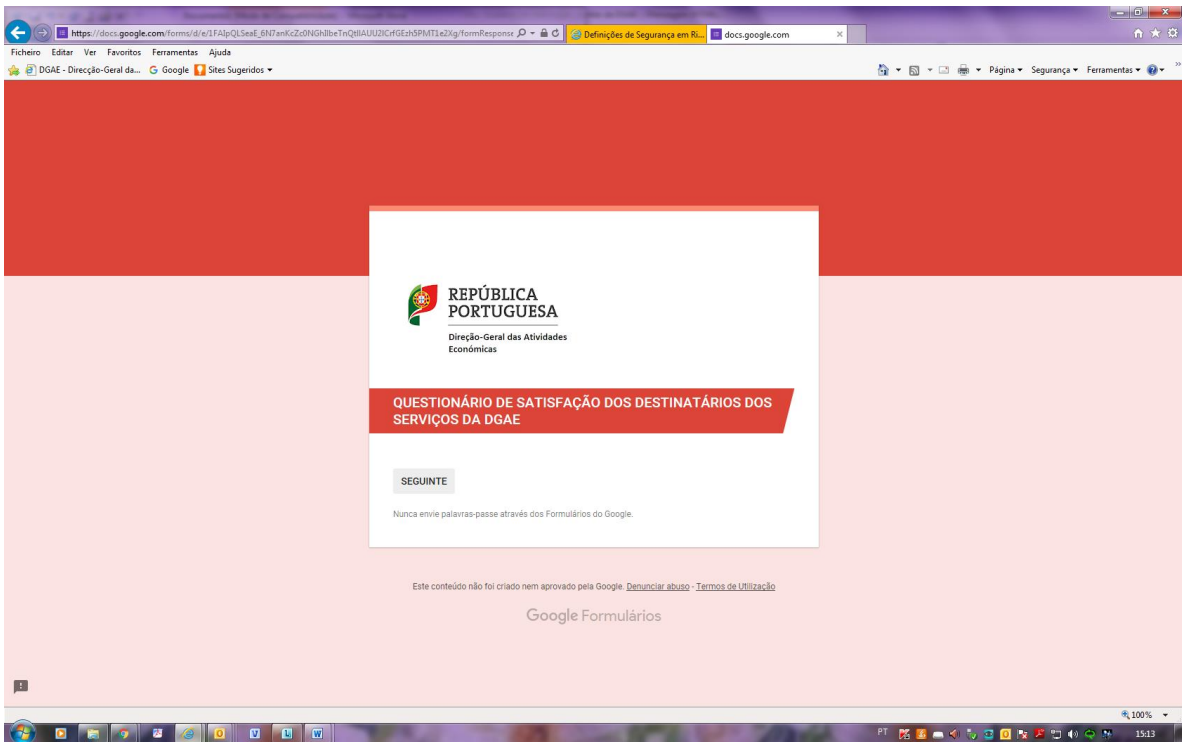 https://docs.google.com/forms/d/e/
Definições de Segurança em Ri...
docs.google.com
Ficheiro Editar Ver Favoritos Ferramentas Ajuda
DGAE - Direcção-Geral da... Google Sites Sugeridos
Página Segurança Ferramentas
REPÚBLICA
PORTUGUESA
Direção-Geral das Atividades
Económicas
QUESTIONÁRIO DE SATISFAÇÃO DOS DESTINATÁRIOS DOS
SERVIÇOS DA DGAE
SEGUINTE
Nunca envie palavras-passe através dos Formulários do Google.
Este conteúdo não foi criado nem aprovado pela Google. Denunciar abuso - Termos de Utilização
Google Formulários
100%
PT
15:13